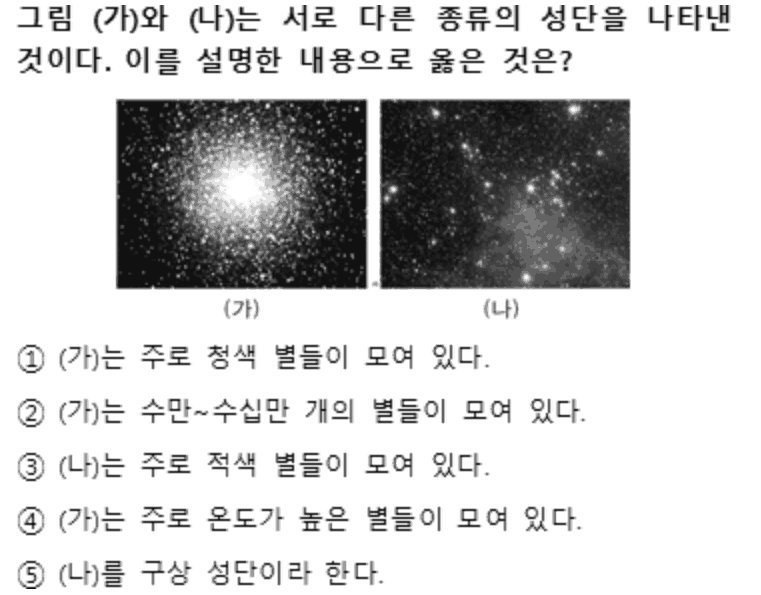 그림 (가)와 (나)는 서로 다른 종류의 성단을 나타낸
것이다. 이를 설명한 내용으로 옳은 것은?
(가) (나)
① (가)는 주로 청색 별들이 모여 있다.
② (가)는 수만~수십만 개의 별들이 모여 있다.
③ (나)는 주로 적색 별들이 모여 있다.
④ (가)는 주로 온도가 높은 별들이 모여 있다.
⑤ (나)를 구상 성단이라 한다.